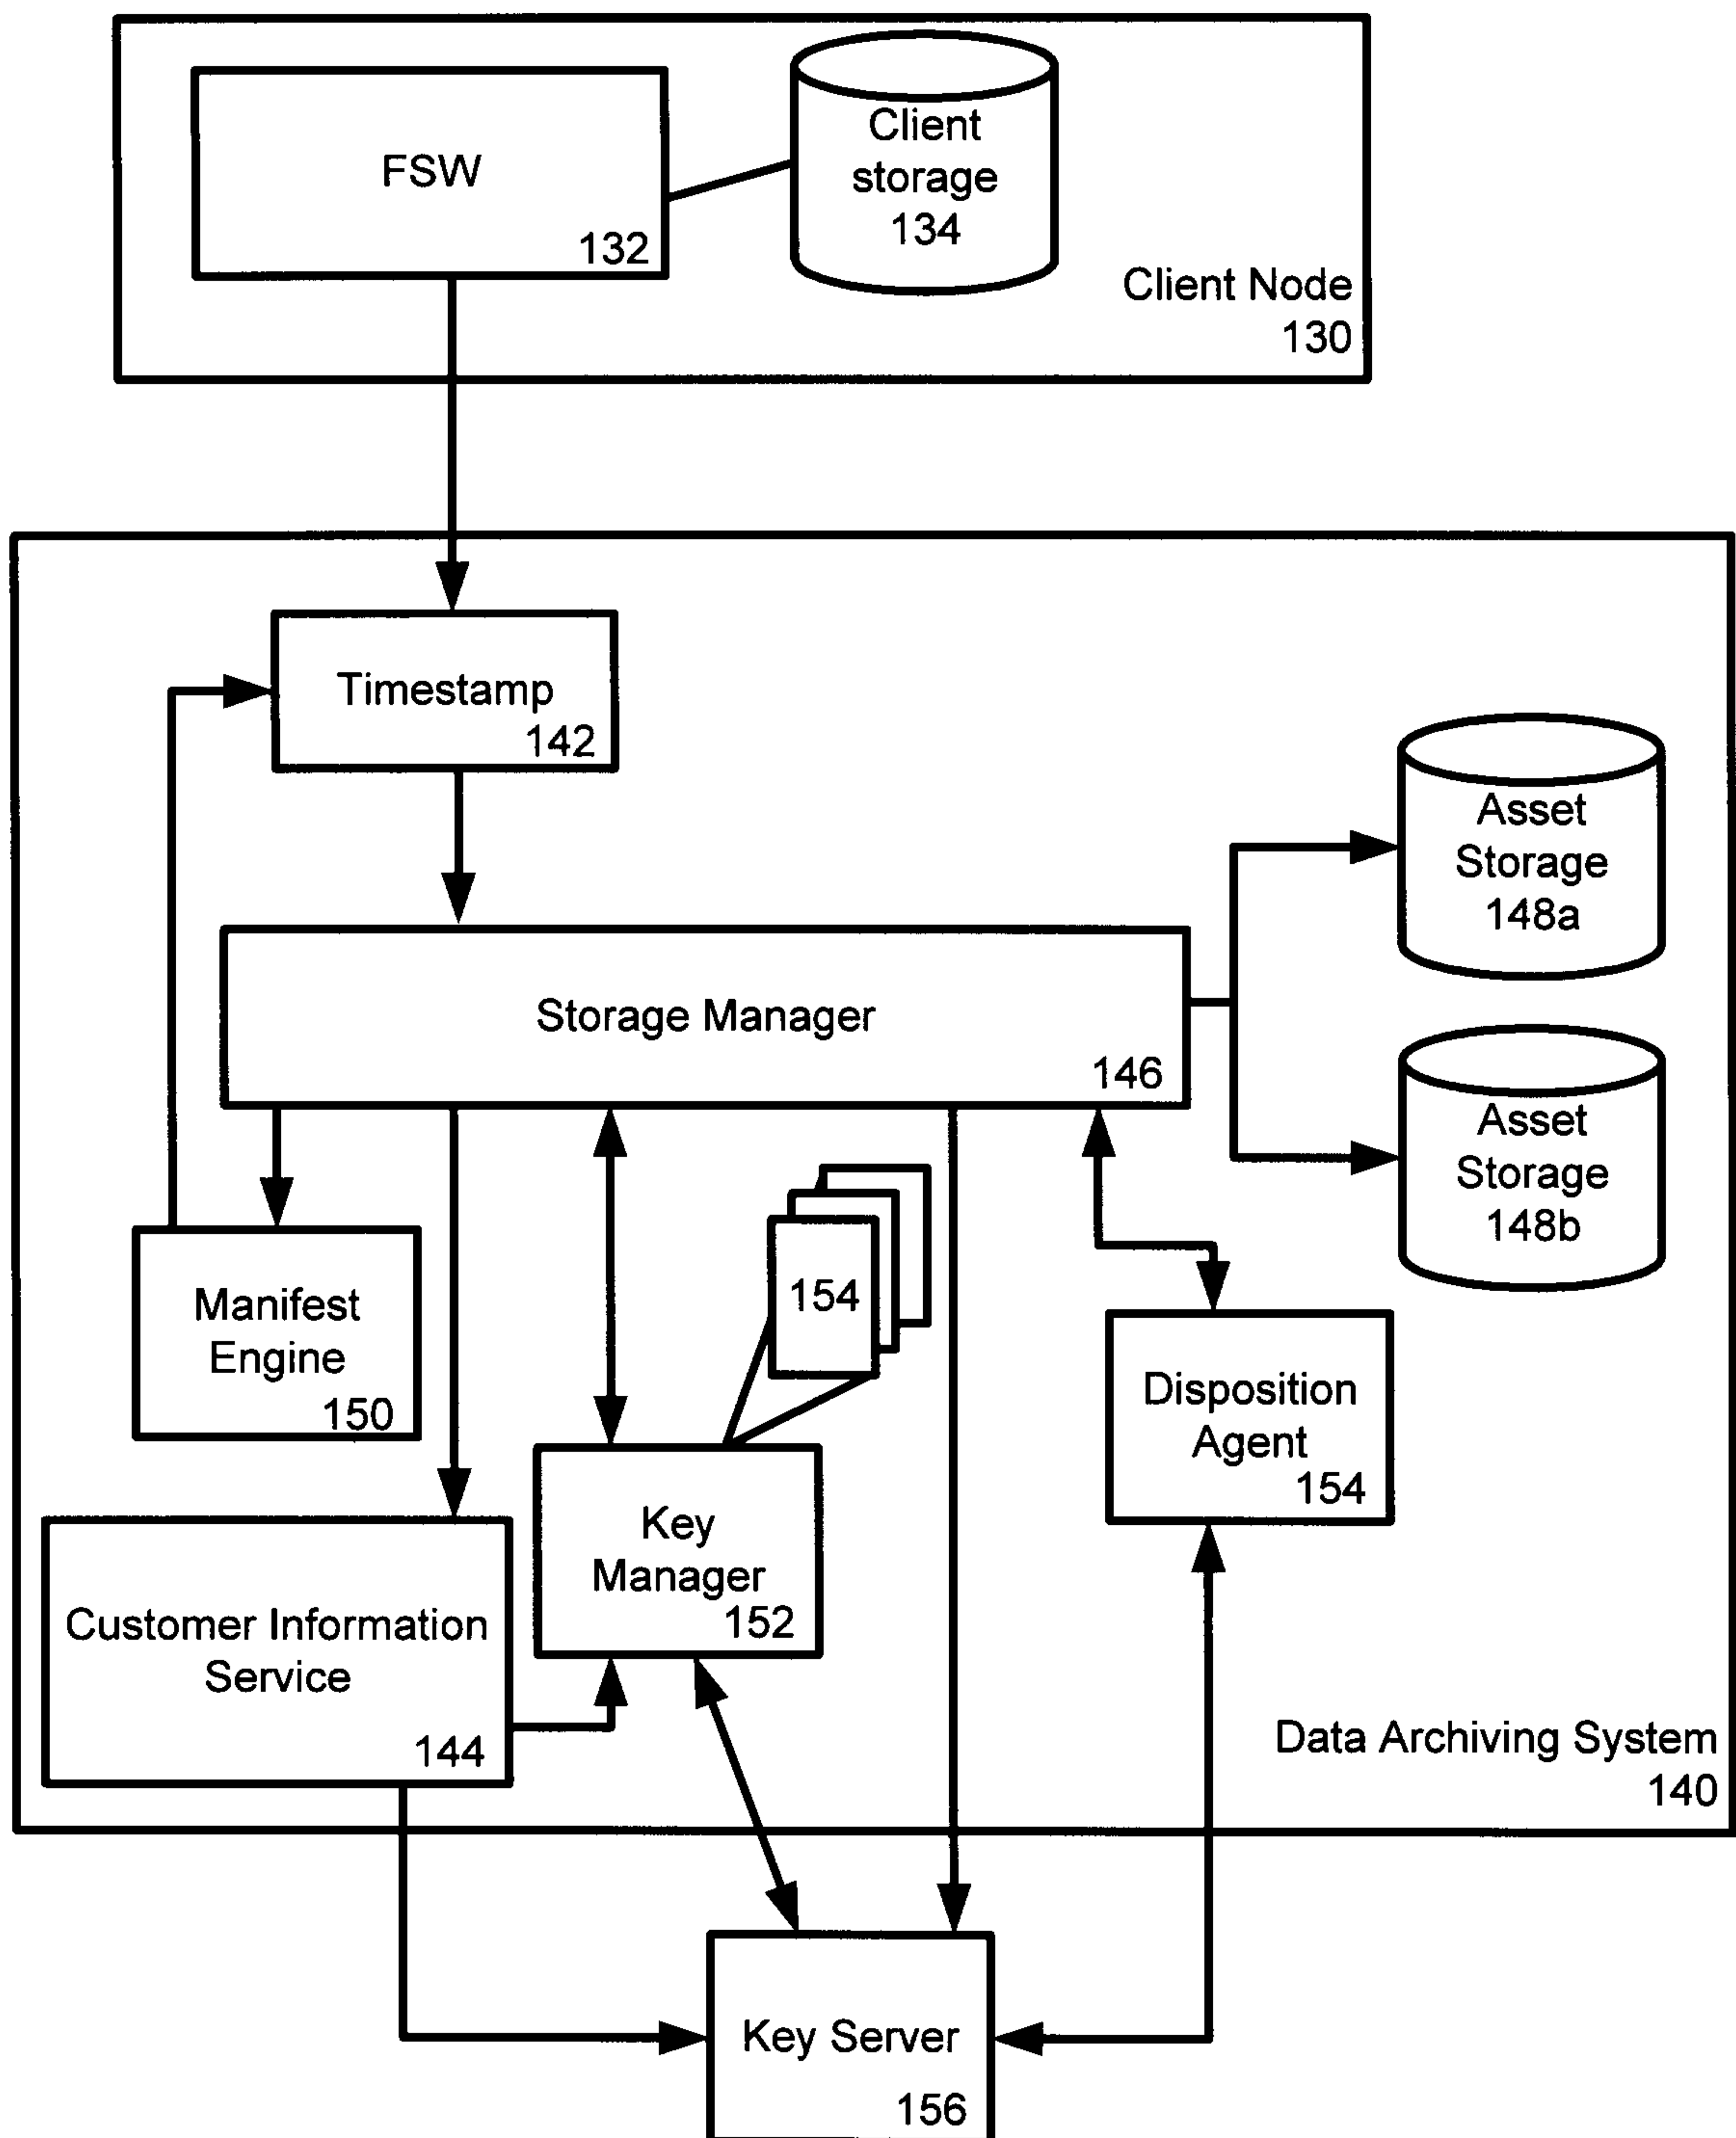 FSW
132
Client
storage
134
Client Node
130
Timestamp
142
Asset
Storage
148a
Storage Manager
146
Asset
Storage
148b
154
Manifest
Engine
150
Disposition
Agent
154
Key
Manager
152
Customer Information
Service
144
Data Archiving System
140
Key Server
156